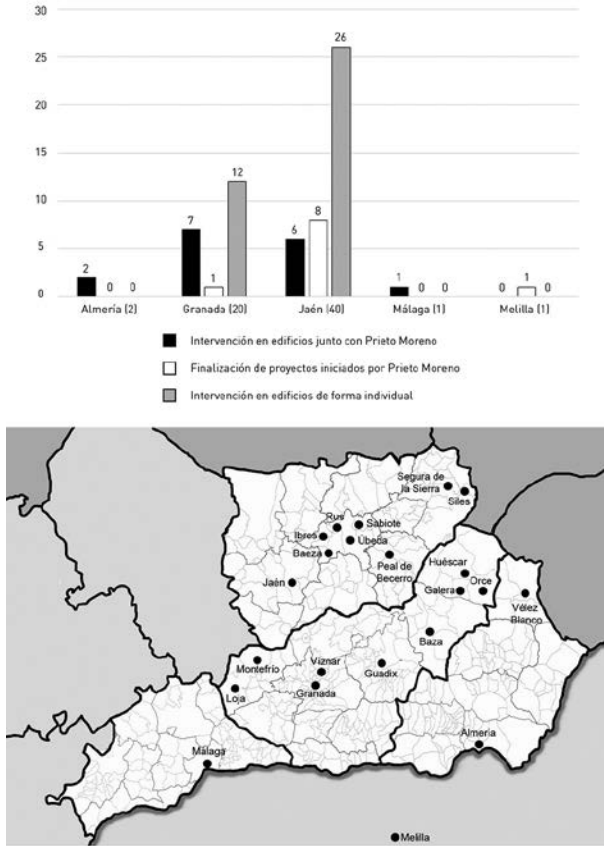 30
25
20
15
10
5
0
2
0
0
7
1
12
6
8
26
1
0
0
0
1
0
Almería (2)
Granada (20)
Jaén (40)
Málaga (1)
Melilla (1)
Intervención en edificios junto con Prieto Moreno
Finalización de proyectos iniciados por Prieto Moreno
Intervención en edificios de forma individual
Segura de
la Sierra
Siles
Rus
Sabiote
Ibres
Úbeda
Baeza
Peal de
Becerro
Jaén
Huéscar
Galera
Orce
Vélez
Blanco
Baza
Montefrío
Víznar
Guadix
Loja
Granada
Almería
Málaga
Melilla